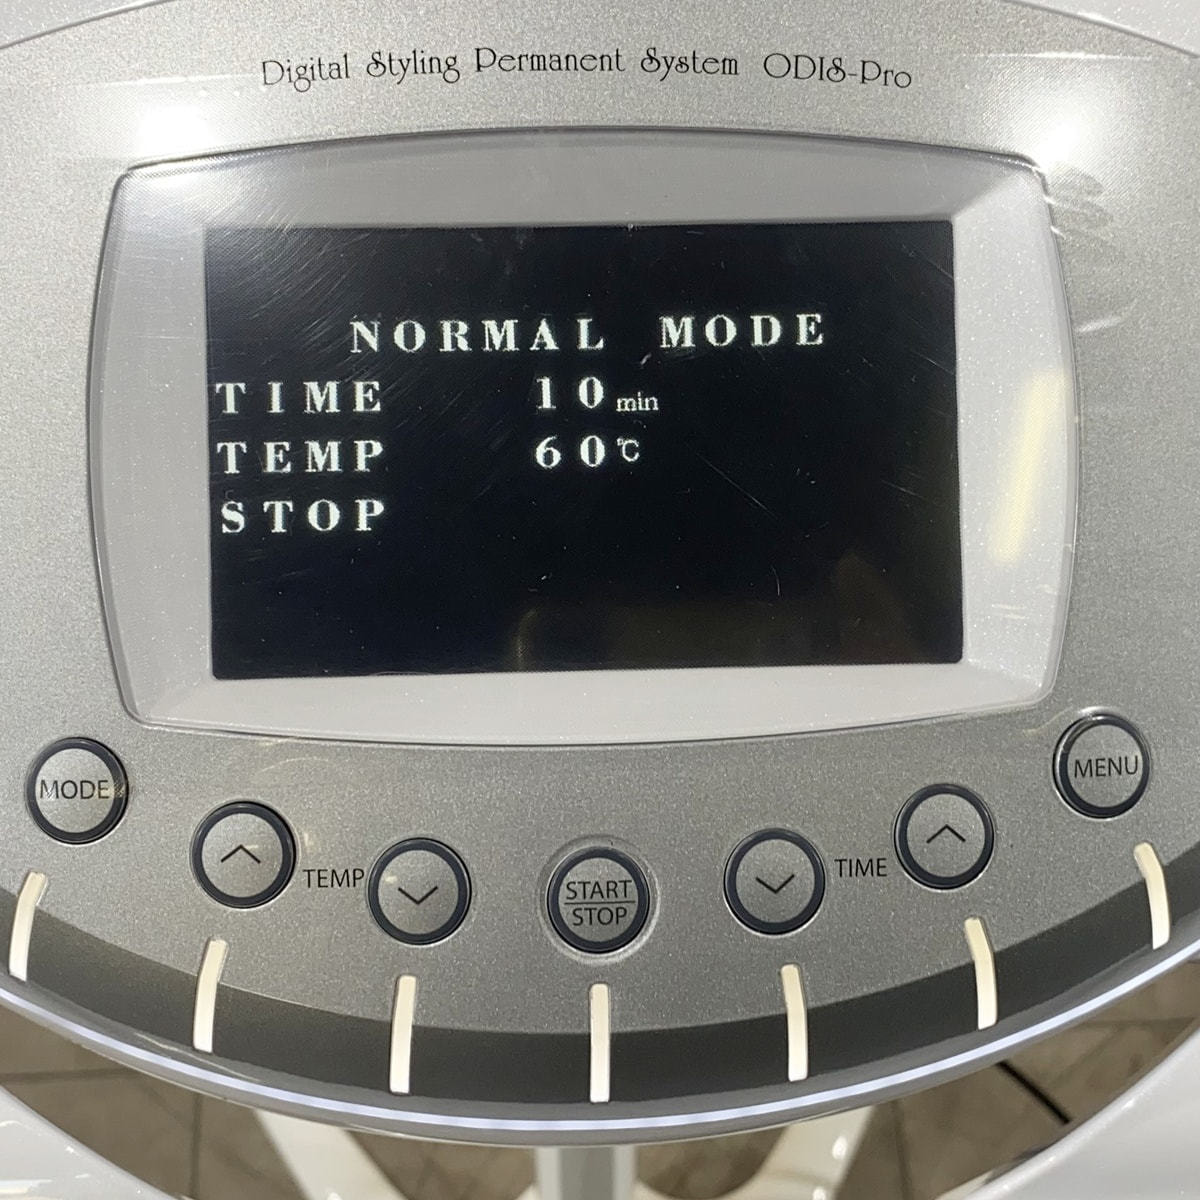 Digital Styling Permanent System ODIS-Pro
NORMAL MODE
TIME 10 min
TEMP 60 ℃
STOP
MODE
TEMP
START
STOP
TIME
MENU